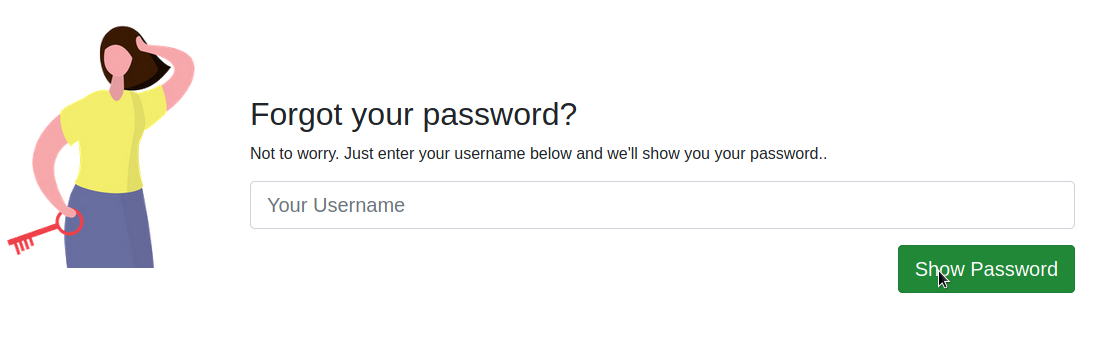 Forgot your password?
Not to worry. Just enter your username below and we'll show you your password..
Your Username
Show Password